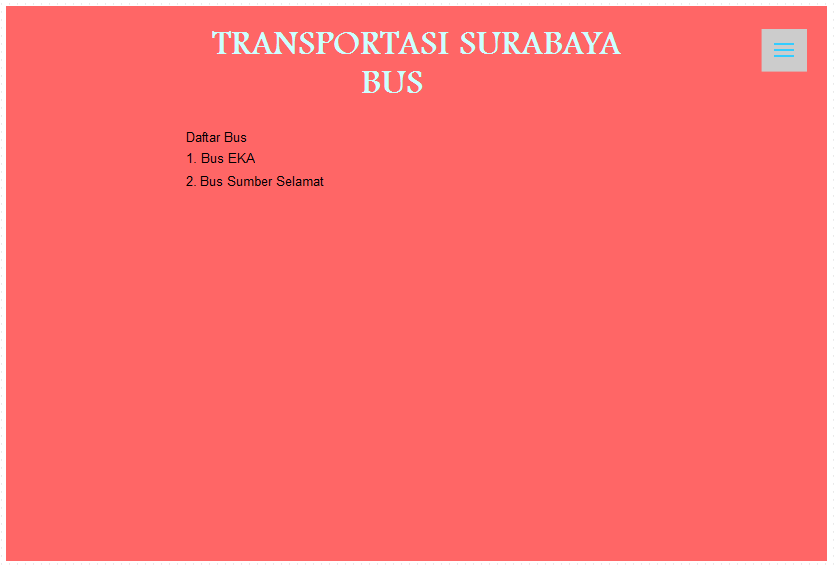 TRANSPORTASI SURABAYA
BUS
Daftar Bus
1. Bus EKA
2. Bus Sumber Selamat